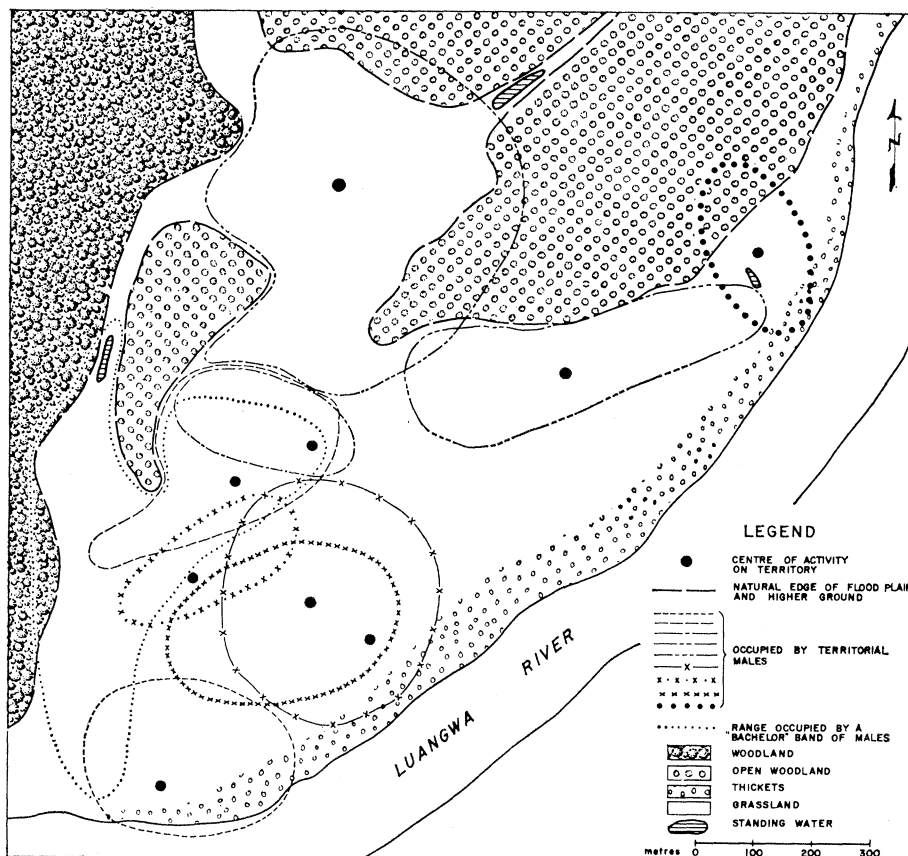 N
LEGEND
CENTRE OF ACTIVITY
ON TERRITORY
NATURAL EDGE OF FLOOD PLAIN
AND HIGHER GROUND
OCCUPIED BY TERRITORIAL
MALES
RANGE OCCUPIED BY A
"BACHELOR" BAND OF MALES
WOODLAND
OPEN WOODLAND
THICKETS
GRASSLAND
STANDING WATER
metres 0 100 200 300
LUANGWA RIVER